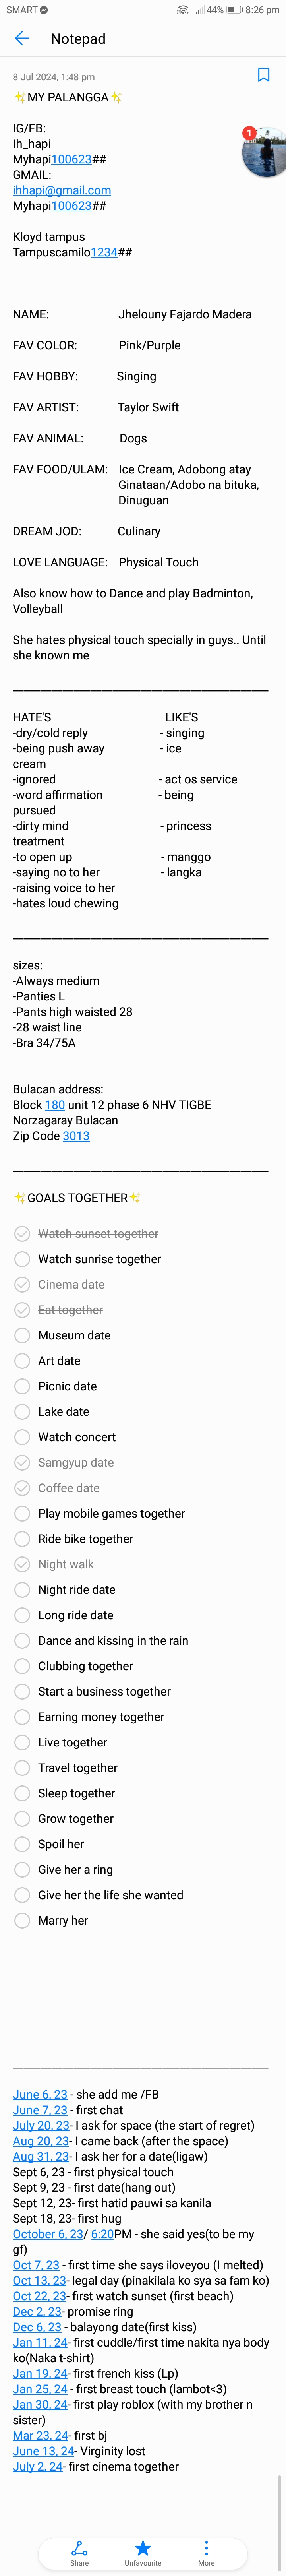 SMART 44% 8:26 pm
Notepad
8 Jul 2024, 1:48 pm
✨MY PALANGGA✨
1
IG/FB:
Ih_hapi
Myhapi100623##
GMAIL:
ihhapi@gmail.com
Myhapi100623##
Kloyd tampus
Tampuscamilo1234##
NAME: Jhelouny Fajardo Madera
FAV COLOR: Pink/Purple
FAV HOBBY: Singing
FAV ARTIST: Taylor Swift
FAV ANIMAL: Dogs
FAV FOOD/ULAM: Ice Cream, Adobong atay
Ginataan/Adobo na bituka,
Dinuguan
DREAM JOD: Culinary
LOVE LANGUAGE: Physical Touch
Also know how to Dance and play Badminton,
Volleyball
She hates physical touch specially in guys.. Until
she known me
HATE'S LIKE'S
-dry/cold reply - singing
-being push away - ice
cream
-ignored - act os service
-word affirmation - being
pursued
-dirty mind - princess
treatment
-to open up - manggo
-saying no to her - langka
-raising voice to her
-hates loud chewing
sizes:
-Always medium
-Panties L
-Pants high waisted 28
-28 waist line
-Bra 34/75A
Bulacan address:
Block 180 unit 12 phase 6 NHV TIGBE
Norzagaray Bulacan
Zip Code 3013
✨GOALS TOGETHER✨
Watch sunset together
Watch sunrise together
Cinema date
Eat together
Museum date
Art date
Picnic date
Lake date
Watch concert
Samgyup date
Coffee date
Play mobile games together
Ride bike together
Night walk
Night ride date
Long ride date
Dance and kissing in the rain
Clubbing together
Start a business together
Earning money together
Live together
Travel together
Sleep together
Grow together
Spoil her
Give her a ring
Give her the life she wanted
Marry her
June 6, 23 - she add me /FB
June 7, 23 - first chat
July 20, 23- I ask for space (the start of regret)
Aug 20, 23- I came back (after the space)
Aug 31, 23- I ask her for a date(ligaw)
Sept 6, 23 - first physical touch
Sept 9, 23 - first date(hang out)
Sept 12, 23- first hatid pauwi sa kanila
Sept 18, 23- first hug
October 6, 23/ 6:20PM - she said yes(to be my
gf)
Oct 7, 23 - first time she says iloveyou (I melted)
Oct 13, 23- legal day (pinakilala ko sya sa fam ko)
Oct 22, 23 - first watch sunset (first beach)
Dec 2, 23- promise ring
Dec 6, 23 - balayong date(first kiss)
Jan 11, 24- first cuddle/first time nakita nya body
ko(Naka t-shirt)
Jan 19, 24- first french kiss (Lp)
Jan 25, 24 - first breast touch (lambot<3)
Jan 30, 24- first play roblox (with my brother n
sister)
Mar 23, 24- first bj
June 13, 24- Virginity lost
July 2, 24- first cinema together
Share Unfavourite More